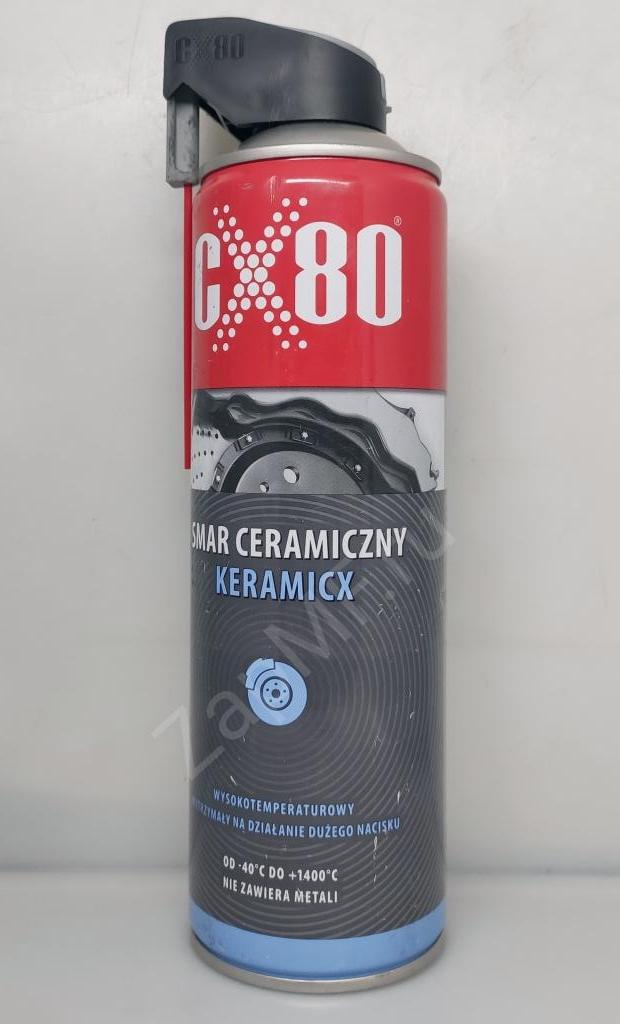 CX80
CX80®
SMAR CERAMICZNY
KERAMICX
WYSOKOTEMPERATUROWY
WYTRZYMAŁY NA DZIAŁANIE DUŻEGO NACISKU
OD -40°C DO +1400°C
NIE ZAWIERA METALI